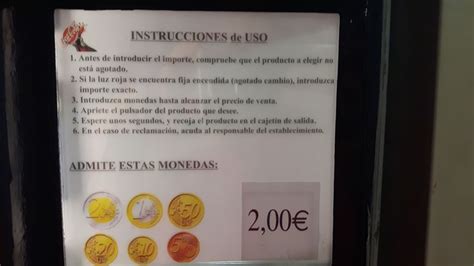 INSTRUCCIONES de USO
1. Antes de introducir el importe, compruebe que el producto a elegir
no está agotado.
2. Si la luz roja se encuentra fija encendida (agotado cambio), introduzca
importe exacto.
3. Introduzca monedas hasta alcanzar el precio de venta.
4. Apriete el pulsador del producto que desee.
5. Espere unos segundos, y recoja el producto en el cajetín de salida.
6. En el caso de reclamación, acuda al responsable del establecimiento.
ADMITE ESTAS MONEDAS:
2,00€